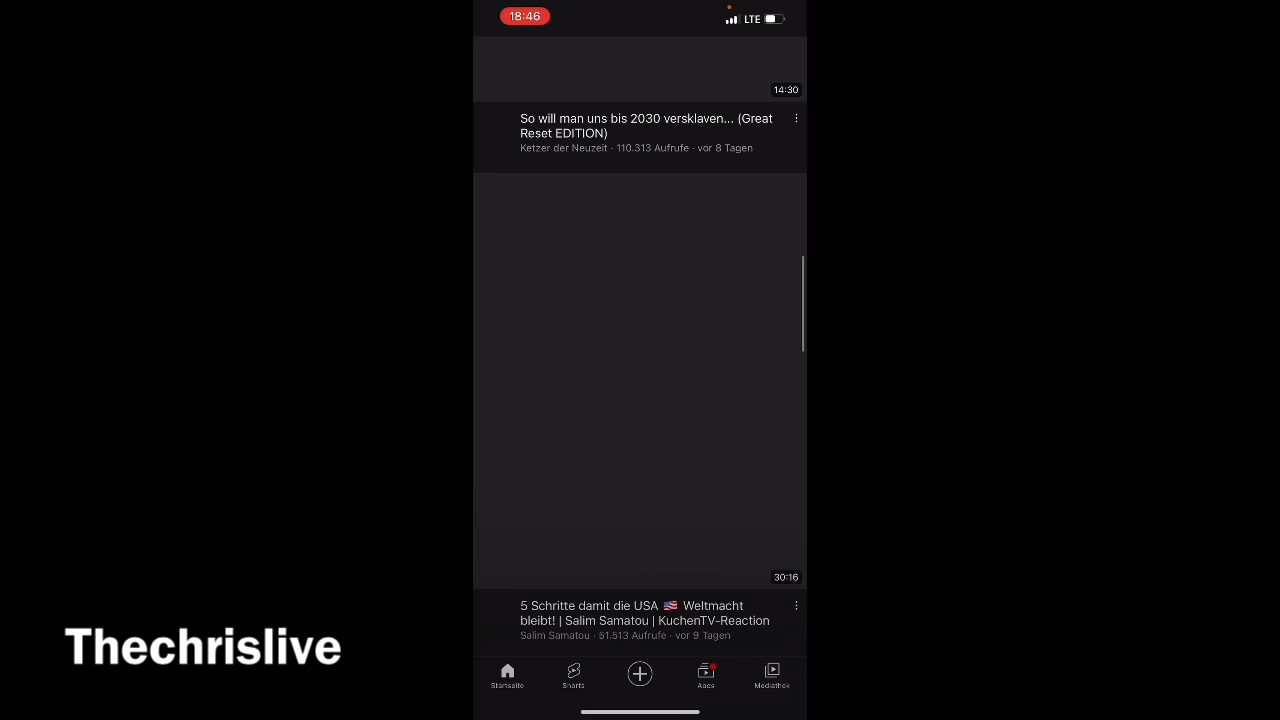 18:46
LTE
14:30
So will man uns bis 2030 versklaven... (Great
Reset EDITION)
Ketzer der Neuzeit · 110.313 Aufrufe · vor 8 Tagen
30:16
5 Schritte damit die USA 🇺🇸 Weltmacht
bleibt! | Salim Samatou | KuchenTV-Reaction
Salim Samatou · 51.513 Aufrufe · vor 9 Tagen
Thechrislive
Startseite
Shorts
Abos
Mediathek